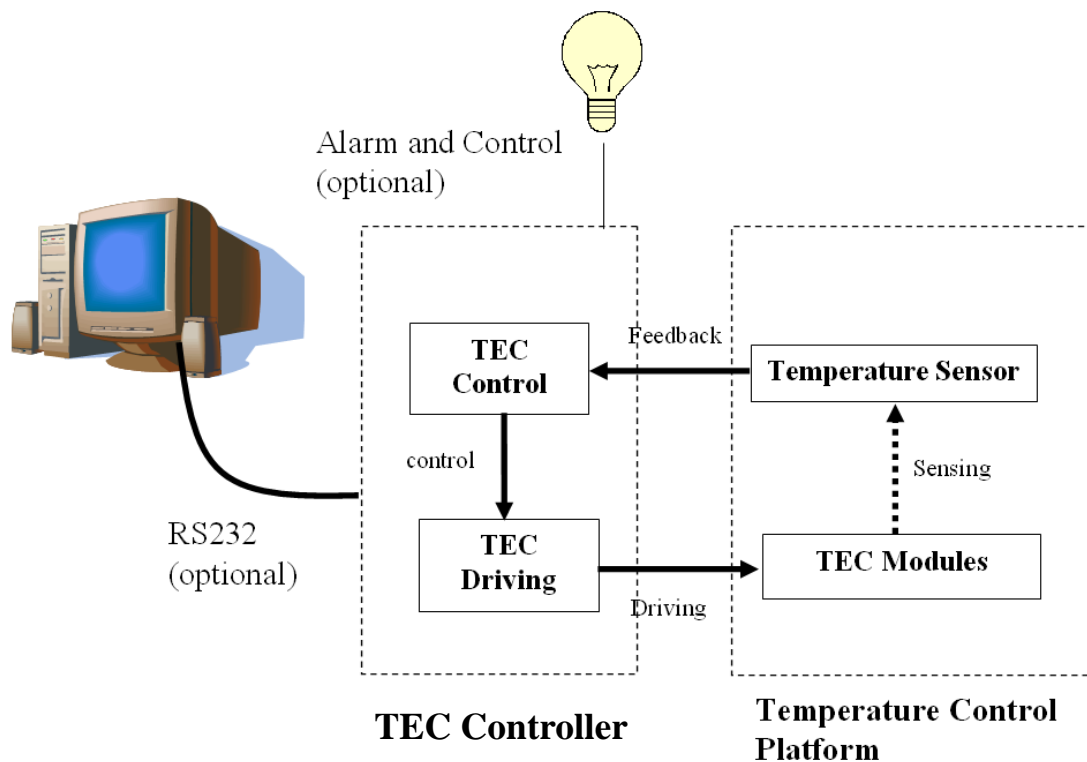 Alarm and Control
(optional)
Feedback
TEC
Control
Temperature Sensor
control
Sensing
RS232
(optional)
TEC
Driving
TEC Modules
Driving
TEC Controller
Temperature Control
Platform